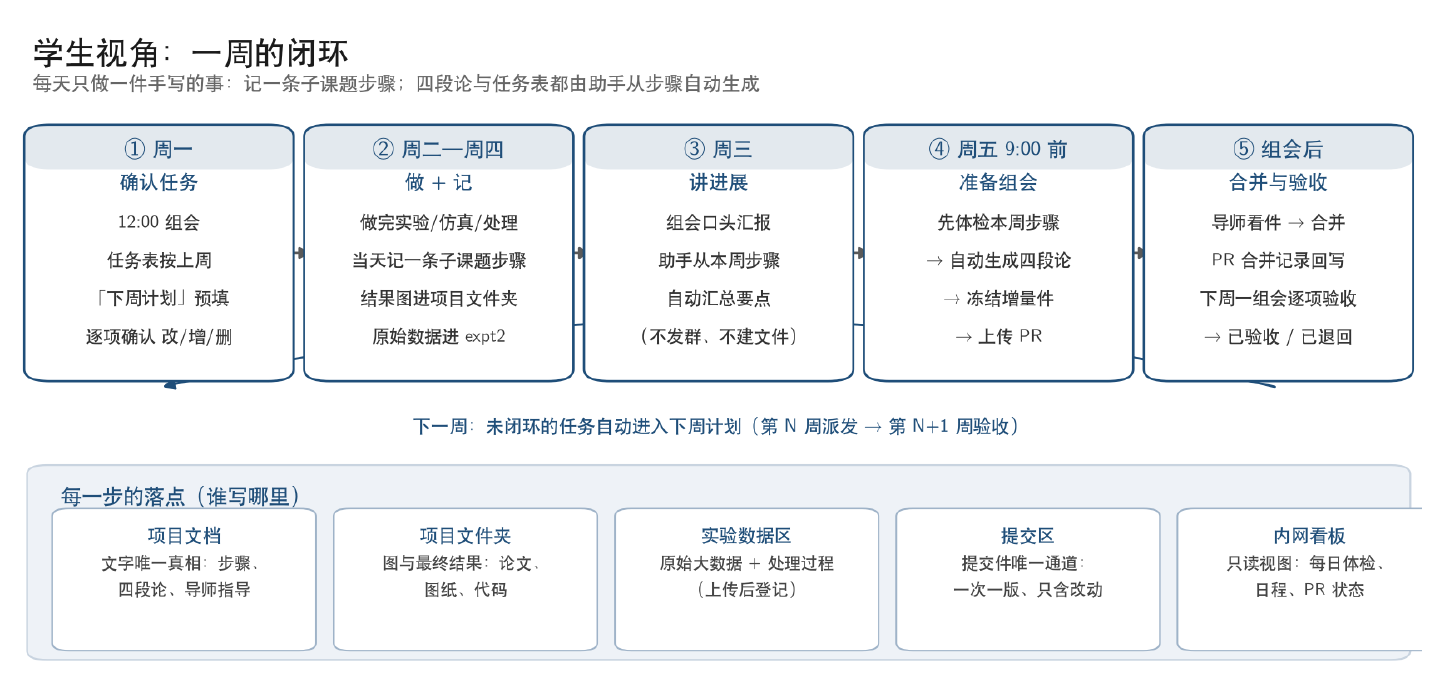 学生视角：一周的闭环
每天只做一件手写的事：记一条子课题步骤；四段论与任务表都由助手从步骤自动生成
① 周一
确认任务
12:00 组会
任务表按上周
「下周计划」预填
逐项确认 改/增/删
② 周二—周四
做 + 记
做完实验/仿真/处理
当天记一条子课题步骤
结果图进项目文件夹
原始数据进 expt2
③ 周三
讲进展
组会口头汇报
助手从本周步骤
自动汇总要点
（不发群、不建文件）
④ 周五 9:00 前
准备组会
先体检本周步骤
→ 自动生成四段论
→ 冻结增量件
→ 上传 PR
⑤ 组会后
合并与验收
导师看件 → 合并
PR 合并记录回写
下周一组会逐项验收
→ 已验收 / 已退回
下一周：未闭环的任务自动进入下周计划（第 N 周派发 → 第 N+1 周验收）
每一步的落点（谁写哪里）
项目文档
文字唯一真相：步骤、
四段论、导师指导
项目文件夹
图与最终结果：论文、
图纸、代码
实验数据区
原始大数据 + 处理过程
（上传后登记）
提交区
提交件唯一通道：
一次一版、只含改动
内网看板
只读视图：每日体检、
日程、PR 状态